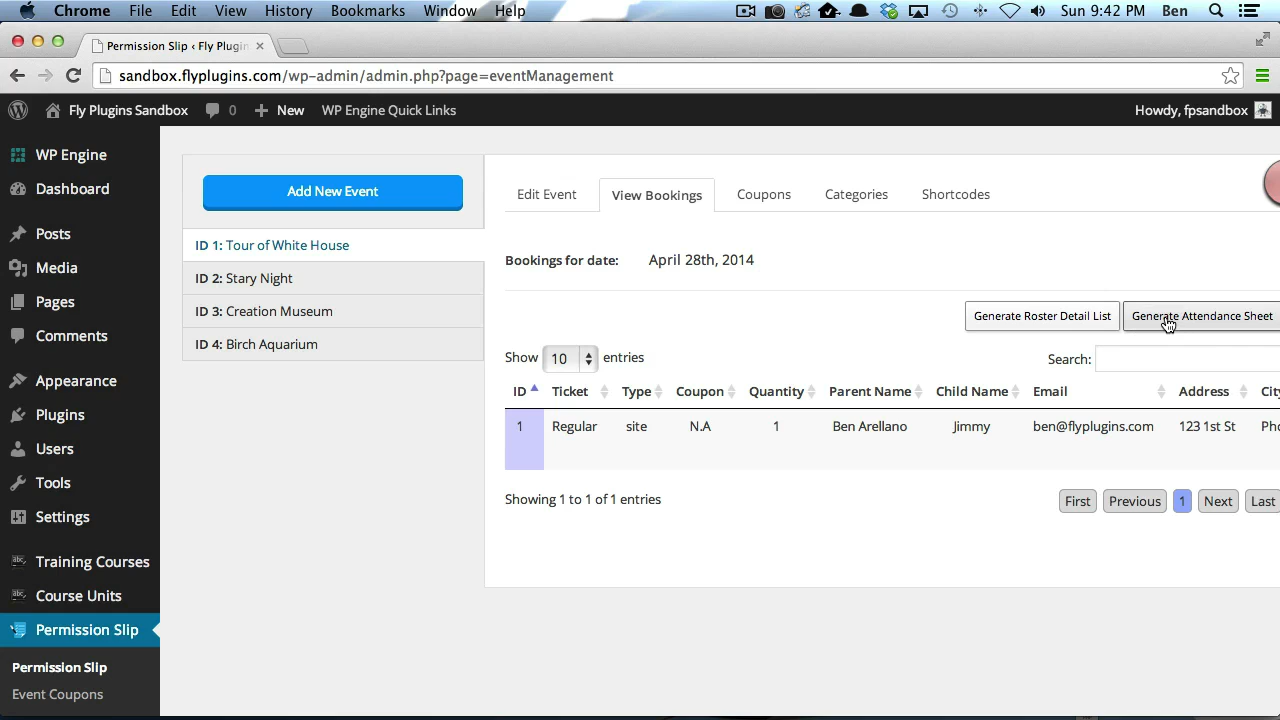 Chrome File Edit View History Bookmarks Window Help Sun 9:42 PM Ben
Permission Slip ‹ Fly Plugins
sandbox.flyplugins.com/wp-admin/admin.php?page=eventManagement
Fly Plugins Sandbox 0 New WP Engine Quick Links Howdy, fpsandbox
WP Engine
Dashboard
Posts
Media
Pages
Comments
Appearance
Plugins
Users
Tools
Settings
Training Courses
Course Units
Permission Slip
Permission Slip
Event Coupons
Add New Event
ID 1: Tour of White House
ID 2: Stary Night
ID 3: Creation Museum
ID 4: Birch Aquarium
Edit Event View Bookings Coupons Categories Shortcodes
Bookings for date: April 28th, 2014
Generate Roster Detail List Generate Attendance Sheet
Show 10 entries Search:
ID Ticket Type Coupon Quantity Parent Name Child Name Email Address City
1 Regular site N.A 1 Ben Arellano Jimmy ben@flyplugins.com 123 1st St Pho
Showing 1 to 1 of 1 entries First Previous 1 Next Last